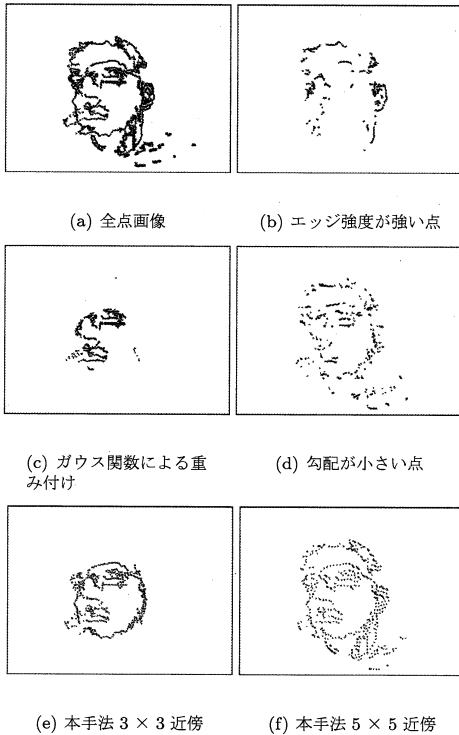 (a) 全点画像
(b) エッジ強度が強い点
(c) ガウス関数による重
み付け
(d) 勾配が小さい点
(e) 本手法 3 × 3 近傍
(f) 本手法 5 × 5 近傍